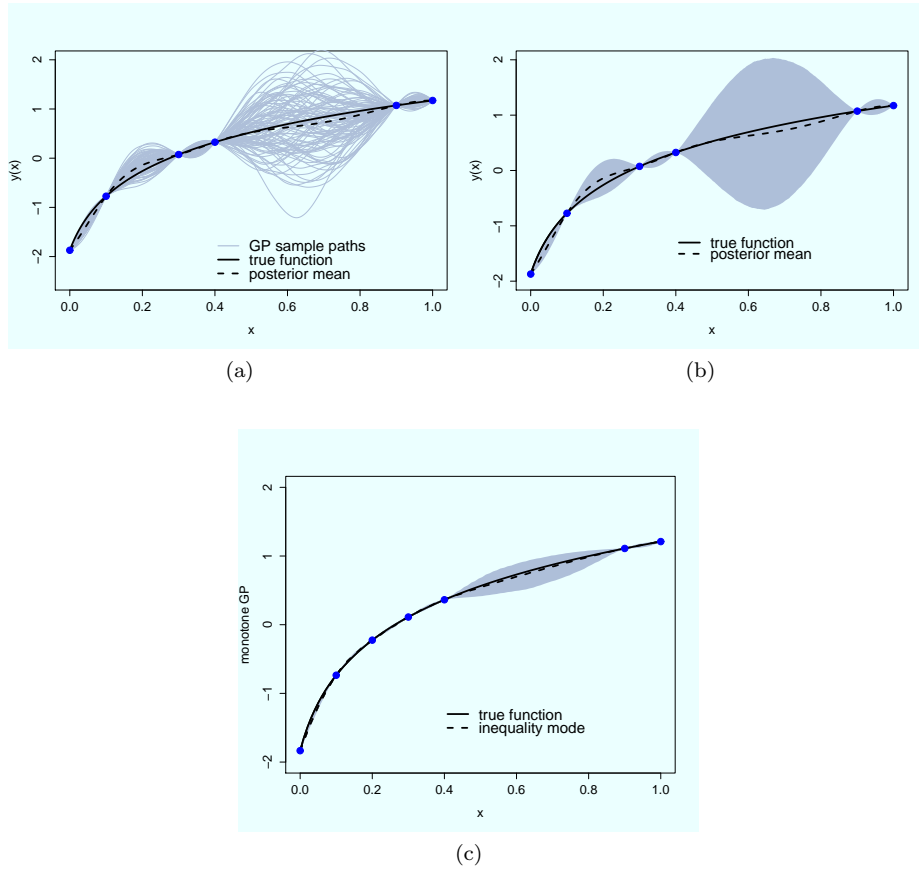 y(x)
2
1
0
−1
−2
GP sample paths
true function
posterior mean
0.0 0.2 0.4 0.6 0.8 1.0
x
(a)
y(x)
2
1
0
−1
−2
true function
posterior mean
0.0 0.2 0.4 0.6 0.8 1.0
x
(b)
monotone GP
2
1
0
−1
−2
true function
inequality mode
0.0 0.2 0.4 0.6 0.8 1.0
x
(c)